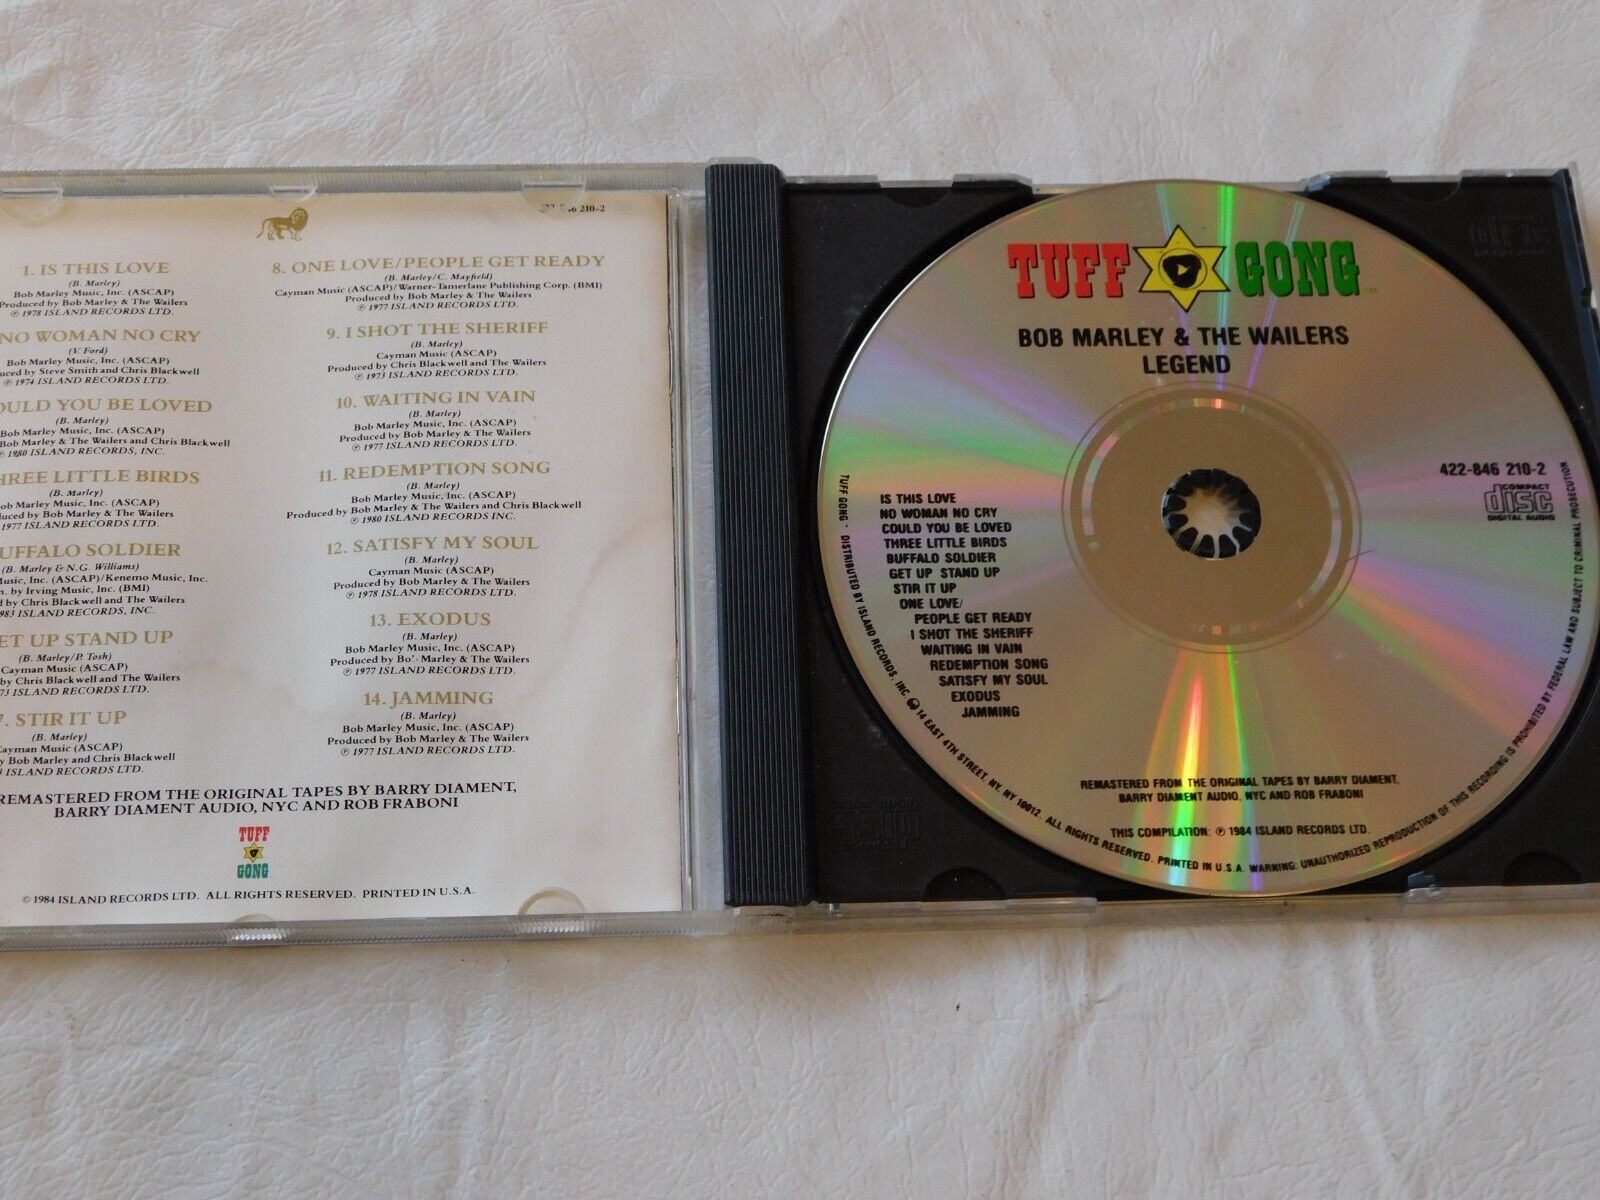 422-846 210-2
1. IS THIS LOVE
(B. Marley)
Bob Marley Music, Inc. (ASCAP)
Produced by Bob Marley & The Wailers
℗ 1978 ISLAND RECORDS LTD.
NO WOMAN NO CRY
(V. Ford)
Bob Marley Music, Inc. (ASCAP)
by Steve Smith and Chris Blackwell
℗ 1974 ISLAND RECORDS LTD.
YOU BE LOVED
(B. Marley)
Bob Marley Music, Inc. (ASCAP)
Bob Marley & The Wailers and Chris Blackwell
℗ 1980 ISLAND RECORDS, INC.
LITTLE BIRDS
(B. Marley)
Marley Music, Inc. (ASCAP)
by Bob Marley & The Wailers
1977 ISLAND RECORDS LTD.
SOLDIER
(B. Marley & N.G. Williams)
Music, Inc. (ASCAP)/Kenemo Music, Inc.
by Irving Music, Inc. (BMI)
by Chris Blackwell and The Wailers
ISLAND RECORDS, INC.
UP STAND UP
(B. Marley/P. Tosh)
Cayman Music (ASCAP)
by Chris Blackwell and The Wailers
ISLAND RECORDS LTD.
7. STIR IT UP
(B. Marley)
Cayman Music (ASCAP)
by Bob Marley and Chris Blackwell
ISLAND RECORDS LTD.
8. ONE LOVE/PEOPLE GET READY
(B. Marley/C. Mayfield)
Cayman Music (ASCAP)/Warner-Tamerlane Publishing Corp. (BMI)
Produced by Bob Marley & The Wailers
℗ 1977 ISLAND RECORDS LTD.
9. I SHOT THE SHERIFF
(B. Marley)
Cayman Music (ASCAP)
Produced by Chris Blackwell and The Wailers
℗ 1973 ISLAND RECORDS LTD.
10. WAITING IN VAIN
(B. Marley)
Bob Marley Music, Inc. (ASCAP)
Produced by Bob Marley & The Wailers
℗ 1977 ISLAND RECORDS LTD.
11. REDEMPTION SONG
(B. Marley)
Bob Marley Music, Inc. (ASCAP)
Produced by Bob Marley & The Wailers and Chris Blackwell
℗ 1980 ISLAND RECORDS INC.
12. SATISFY MY SOUL
(B. Marley)
Cayman Music (ASCAP)
Produced by Bob Marley & The Wailers
℗ 1978 ISLAND RECORDS LTD.
13. EXODUS
(B. Marley)
Bob Marley Music, Inc. (ASCAP)
Produced by Bob Marley & The Wailers
℗ 1977 ISLAND RECORDS LTD.
14. JAMMING
(B. Marley)
Bob Marley Music, Inc. (ASCAP)
Produced by Bob Marley & The Wailers
℗ 1977 ISLAND RECORDS LTD.
REMASTERED FROM THE ORIGINAL TAPES BY BARRY DIAMENT,
BARRY DIAMENT AUDIO, NYC AND ROB FRABONI
TUFF
GONG
© 1984 ISLAND RECORDS LTD. ALL RIGHTS RESERVED. PRINTED IN U.S.A.
TUFF GONG™
BOB MARLEY & THE WAILERS
LEGEND
422-846 210-2
COMPACT
disc
DIGITAL AUDIO
IS THIS LOVE
NO WOMAN NO CRY
COULD YOU BE LOVED
THREE LITTLE BIRDS
BUFFALO SOLDIER
GET UP STAND UP
STIR IT UP
ONE LOVE/
PEOPLE GET READY
I SHOT THE SHERIFF
WAITING IN VAIN
REDEMPTION SONG
SATISFY MY SOUL
EXODUS
JAMMING
REMASTERED FROM THE ORIGINAL TAPES BY BARRY DIAMENT,
BARRY DIAMENT AUDIO, NYC AND ROB FRABONI
THIS COMPILATION: ℗ 1984 ISLAND RECORDS LTD.
TUFF GONG - DISTRIBUTED BY ISLAND RECORDS, INC. 14 EAST 4TH STREET, NY, NY 10012. ALL RIGHTS RESERVED. PRINTED IN U.S.A. WARNING: UNAUTHORIZED REPRODUCTION OF THIS RECORDING IS PROHIBITED BY FEDERAL LAW AND SUBJECT TO CRIMINAL PROSECUTION